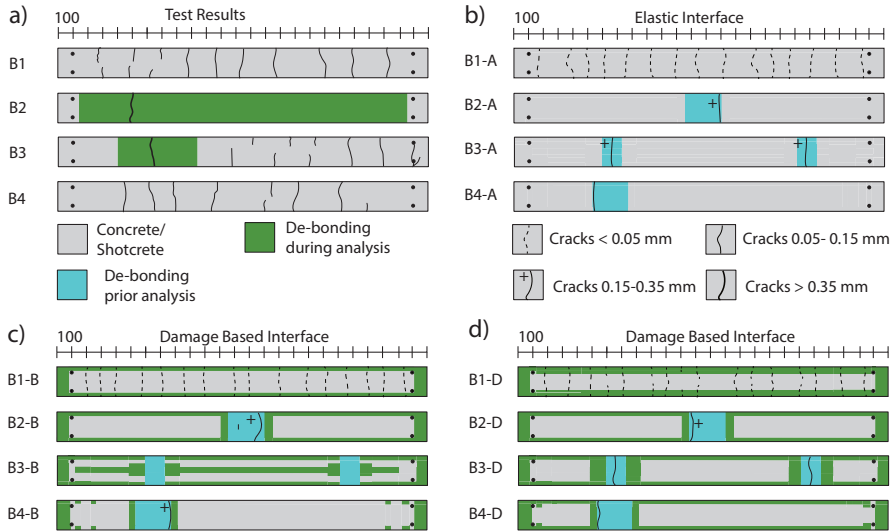 a)
Test Results
100
B1
B2
B3
B4
Concrete/
Shotcrete
De-bonding
during analysis
De-bonding
prior analysis
b)
Elastic Interface
100
B1-A
B2-A
+
B3-A
+
+
B4-A
Cracks < 0.05 mm
Cracks 0.05- 0.15 mm
+
Cracks 0.15-0.35 mm
Cracks > 0.35 mm
c)
Damage Based Interface
100
B1-B
B2-B
+
B3-B
B4-B
+
d)
Damage Based Interface
100
B1-D
B2-D
+
B3-D
B4-D